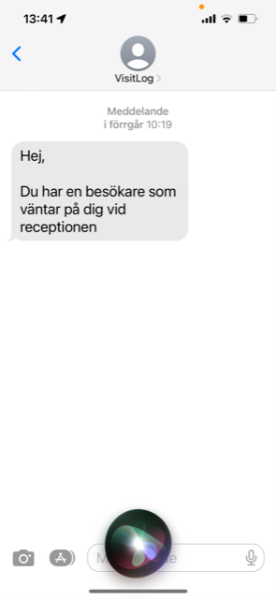 13:41
VisitLog
Meddelande
i förrgår 10:19
Hej,
Du har en besökare som
väntar på dig vid
receptionen